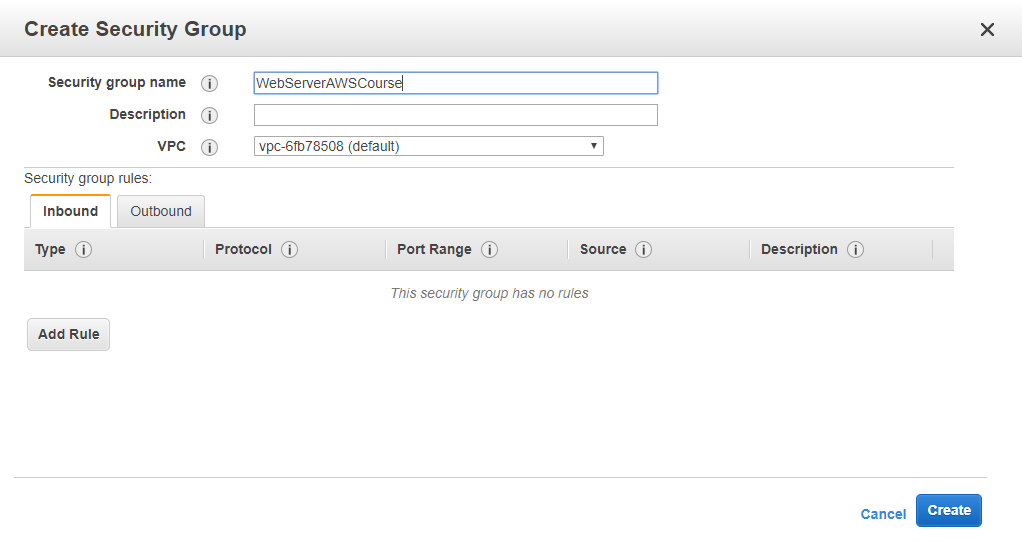 Create Security Group
Security group name i WebServerAWSCourse
Description i
VPC i vpc-6fb78508 (default)
Security group rules:
Inbound Outbound
Type i Protocol i Port Range i Source i Description i
This security group has no rules
Add Rule
Cancel Create